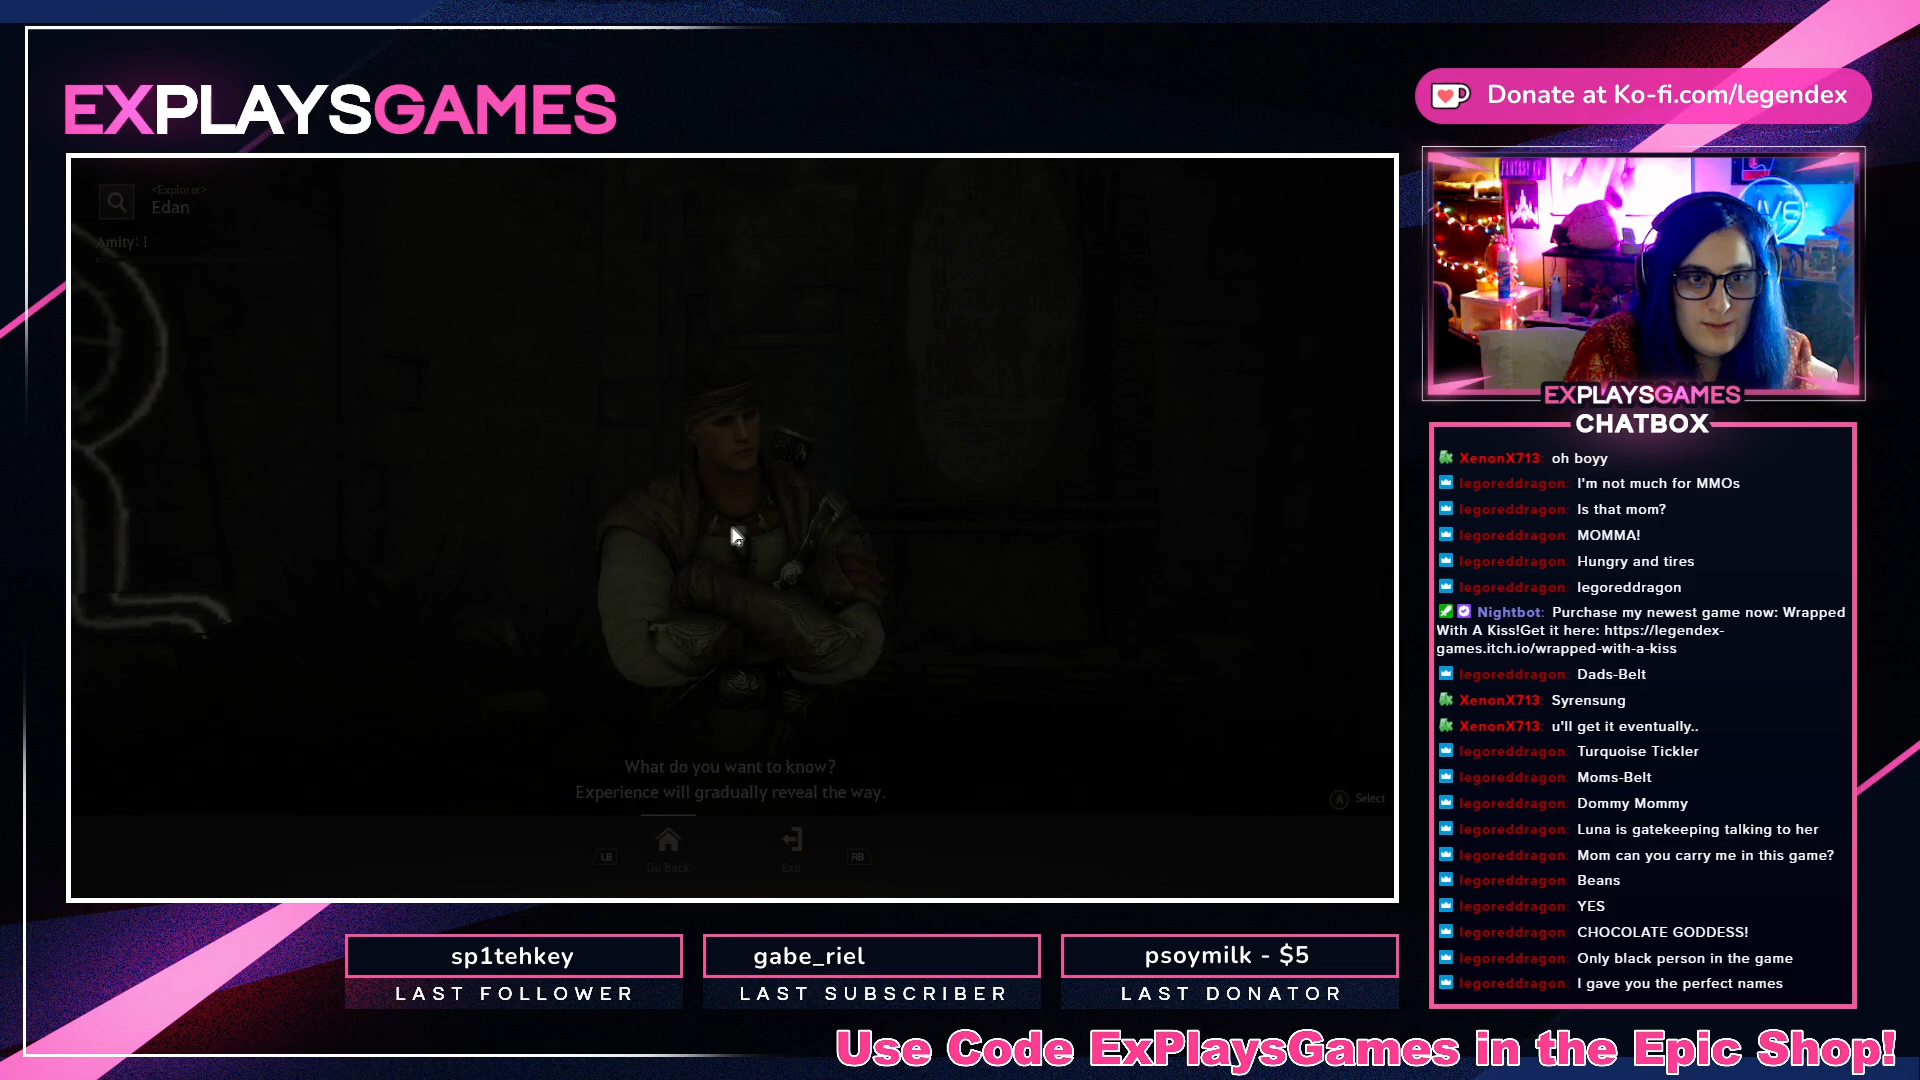 EXPLAYSGAMES
Donate at Ko-fi.com/legendex
<Explorer>
Edan
Amity: !
What do you want to know?
Experience will gradually reveal the way.
A Select
LB
Go Back
Exit
RB
FANTASY
LIVE
EXPLAYSGAMES
CHATBOX
XenonX713: oh boyy
legoreddragon: I'm not much for MMOs
legoreddragon: Is that mom?
legoreddragon: MOMMA!
legoreddragon: Hungry and tires
legoreddragon: legoreddragon
Nightbot: Purchase my newest game now: Wrapped
With A Kiss!Get it here: https://legendex-
games.itch.io/wrapped-with-a-kiss
legoreddragon: Dads-Belt
XenonX713: Syrensung
XenonX713: u'll get it eventually..
legoreddragon: Turquoise Tickler
legoreddragon: Moms-Belt
legoreddragon: Dommy Mommy
legoreddragon: Luna is gatekeeping talking to her
legoreddragon: Mom can you carry me in this game?
legoreddragon: Beans
legoreddragon: YES
legoreddragon: CHOCOLATE GODDESS!
legoreddragon: Only black person in the game
legoreddragon: I gave you the perfect names
sp1tehkey
LAST FOLLOWER
gabe_riel
LAST SUBSCRIBER
psoymilk - $5
LAST DONATOR
Use Code ExPlaysGames in the Epic Shop!